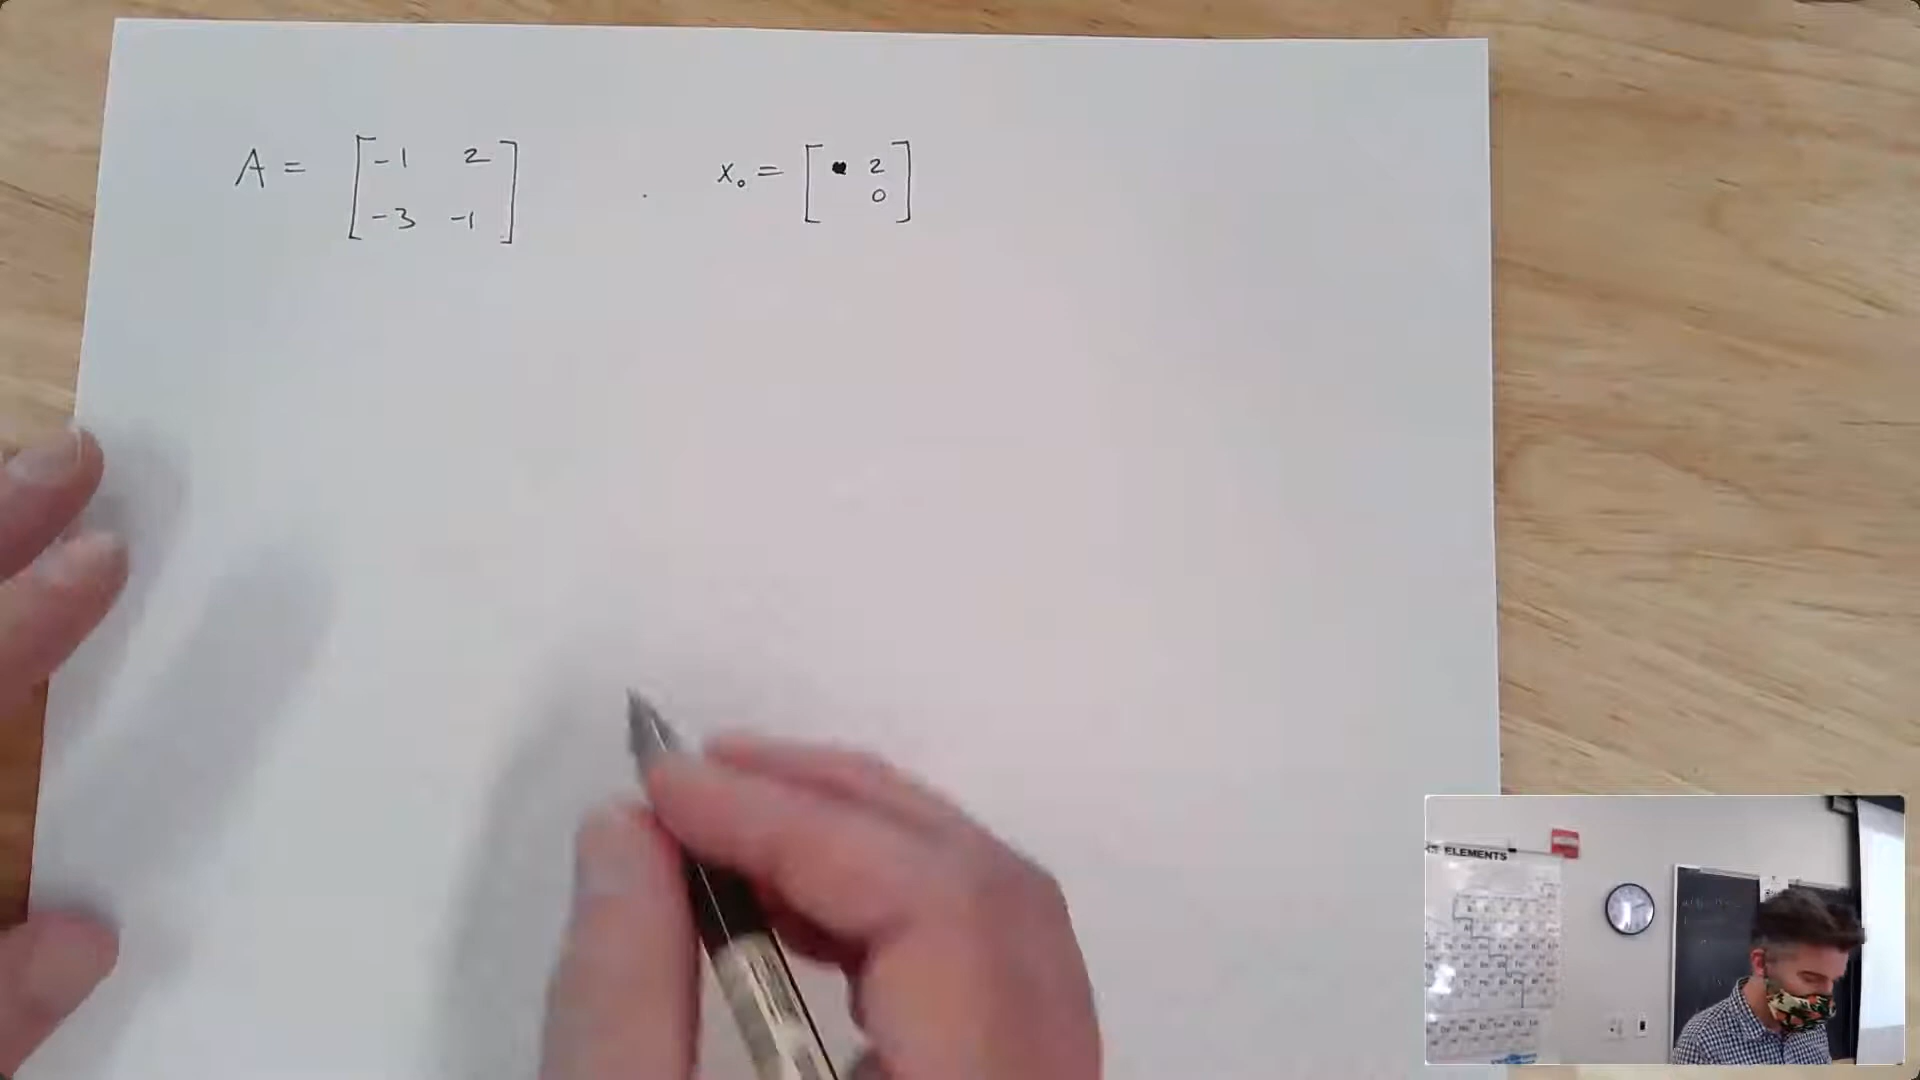 A = [ -1 2 ] x₀ = [ 2 ]
[ -3 -1 ] [ 0 ]
ELEMENTS